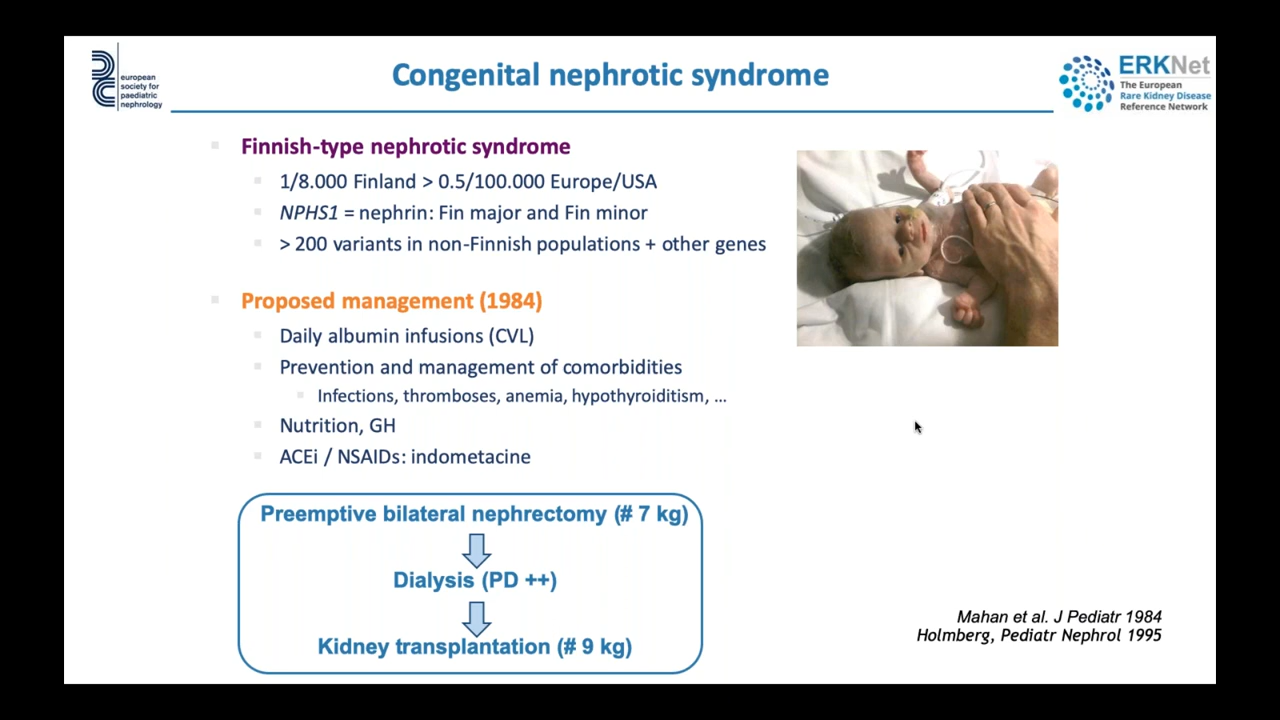 european
society for
paediatric
nephrology
Congenital nephrotic syndrome
ERKNet
The European
Rare Kidney Disease
Reference Network
Finnish-type nephrotic syndrome
1/8.000 Finland > 0.5/100.000 Europe/USA
NPHS1 = nephrin: Fin major and Fin minor
> 200 variants in non-Finnish populations + other genes
Proposed management (1984)
Daily albumin infusions (CVL)
Prevention and management of comorbidities
Infections, thromboses, anemia, hypothyroiditism, ...
Nutrition, GH
ACEi / NSAIDs: indometacine
Preemptive bilateral nephrectomy (# 7 kg)
Dialysis (PD ++)
Kidney transplantation (# 9 kg)
Mahan et al. J Pediatr 1984
Holmberg, Pediatr Nephrol 1995